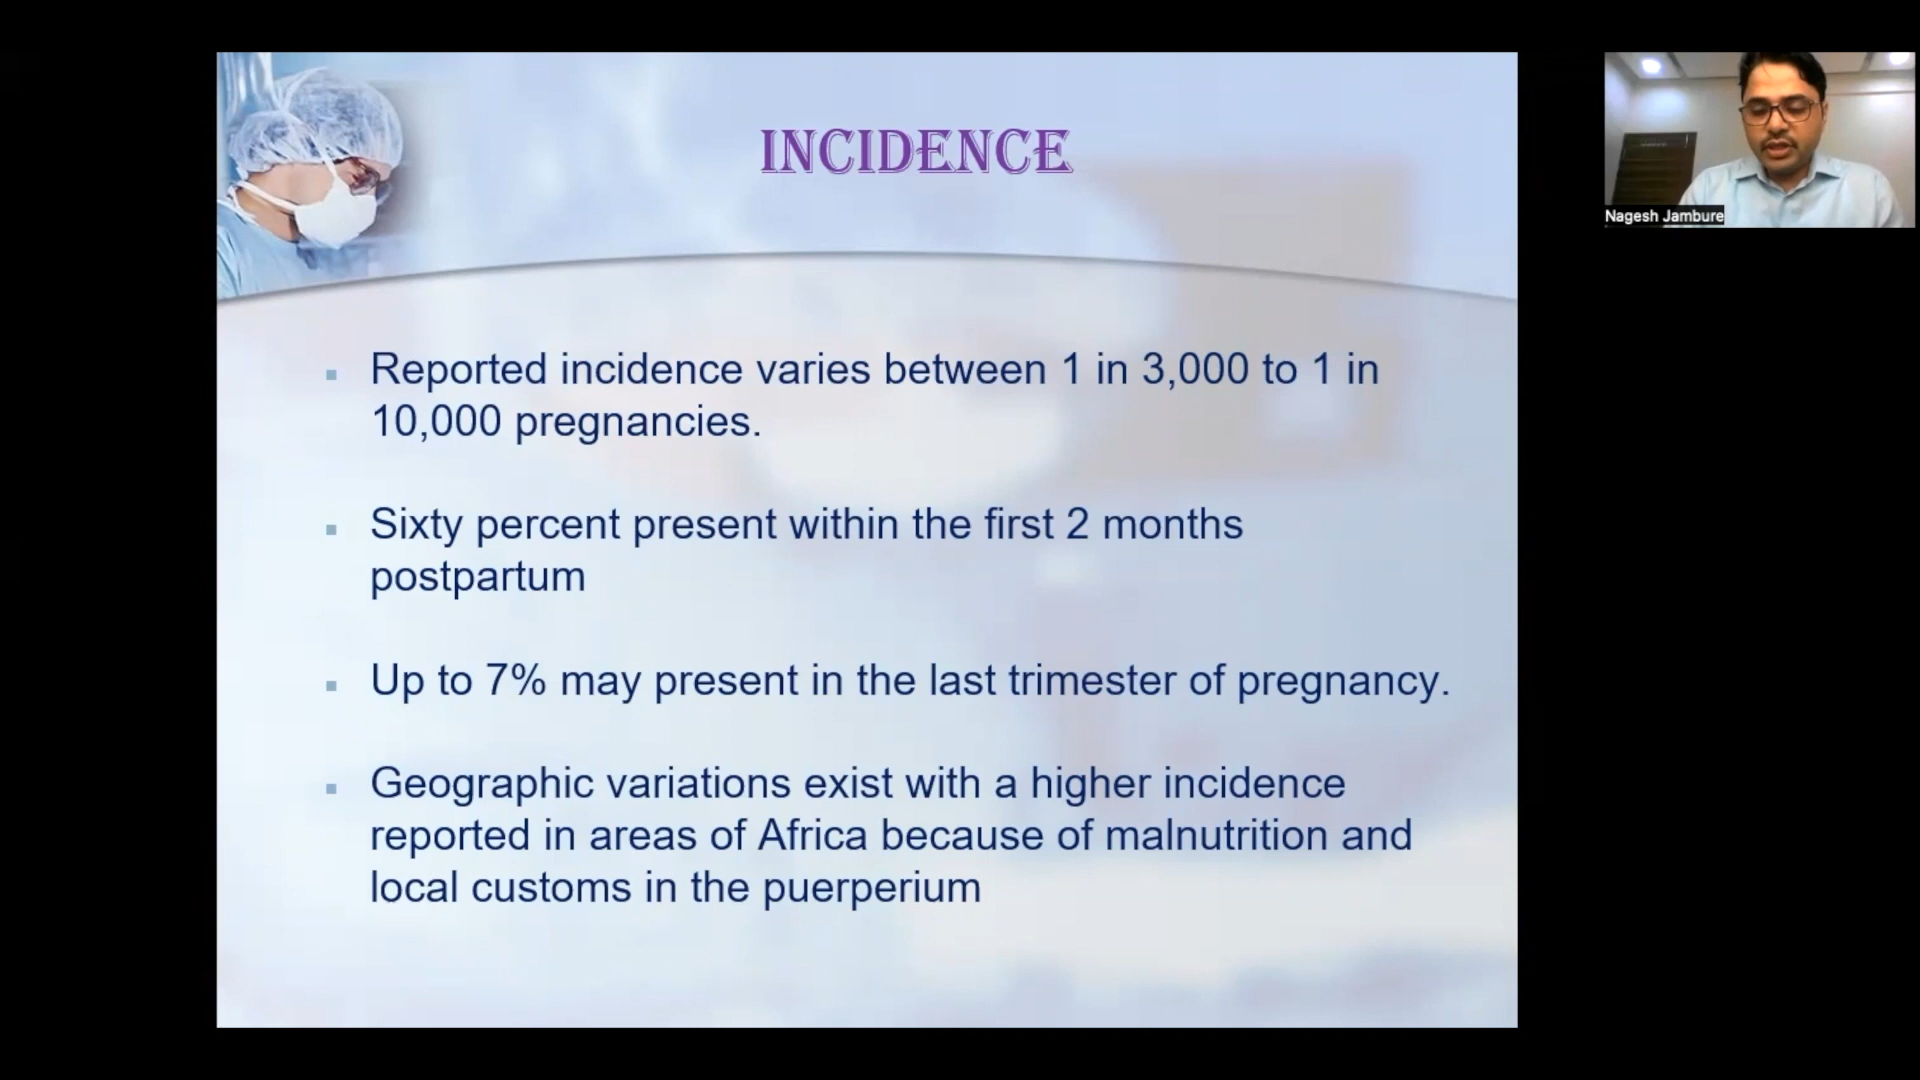 INCIDENCE
Nagesh Jambure
Reported incidence varies between 1 in 3,000 to 1 in
10,000 pregnancies.
Sixty percent present within the first 2 months
postpartum
Up to 7% may present in the last trimester of pregnancy.
Geographic variations exist with a higher incidence
reported in areas of Africa because of malnutrition and
local customs in the puerperium